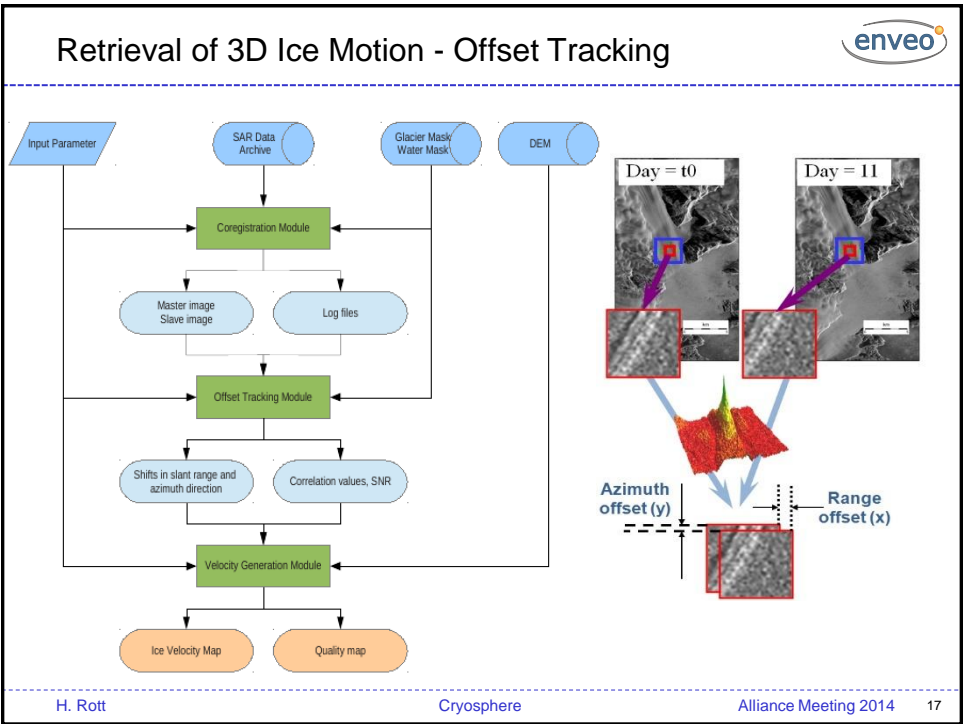 Retrieval of 3D Ice Motion - Offset Tracking
enveo
Input Parameter
SAR Data
Archive
Glacier Mask
Water Mask
DEM
Coregistration Module
Master image
Slave image
Log files
Offset Tracking Module
Shifts in slant range and
azimuth direction
Correlation values, SNR
Velocity Generation Module
Ice Velocity Map
Quality map
Day = t0
Day = 11
km
km
Azimuth
offset (y)
Range
offset (x)
H. Rott
Cryosphere
Alliance Meeting 2014
17